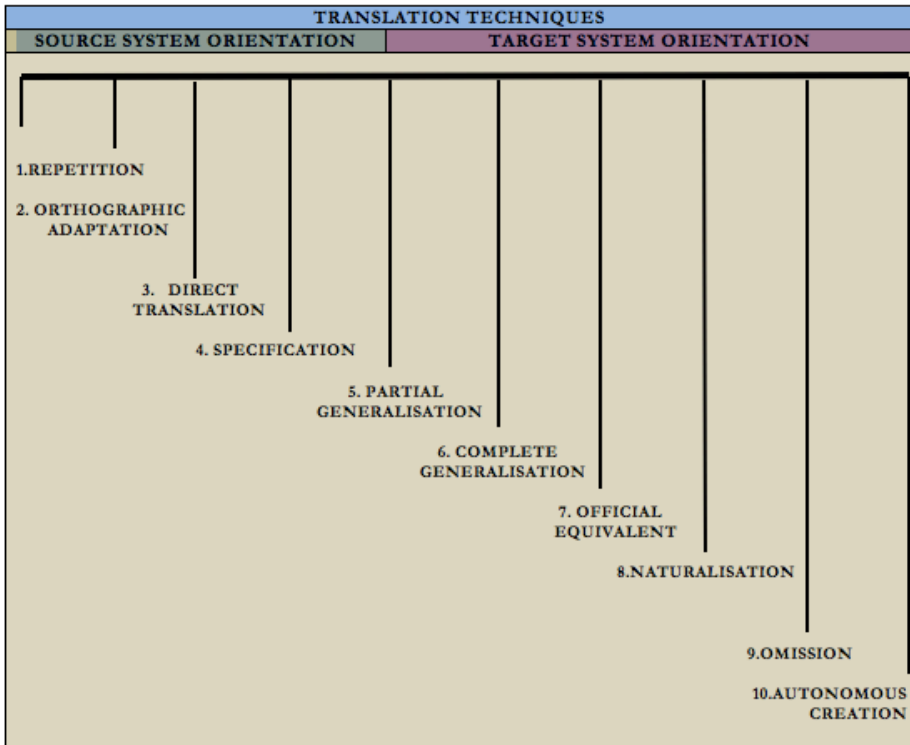 TRANSLATION TECHNIQUES
SOURCE SYSTEM ORIENTATION
TARGET SYSTEM ORIENTATION
1.REPETITION
2. ORTHOGRAPHIC
ADAPTATION
3. DIRECT
TRANSLATION
4. SPECIFICATION
5. PARTIAL
GENERALISATION
6. COMPLETE
GENERALISATION
7. OFFICIAL
EQUIVALENT
8.NATURALISATION
9.OMISSION
10.AUTONOMOUS
CREATION